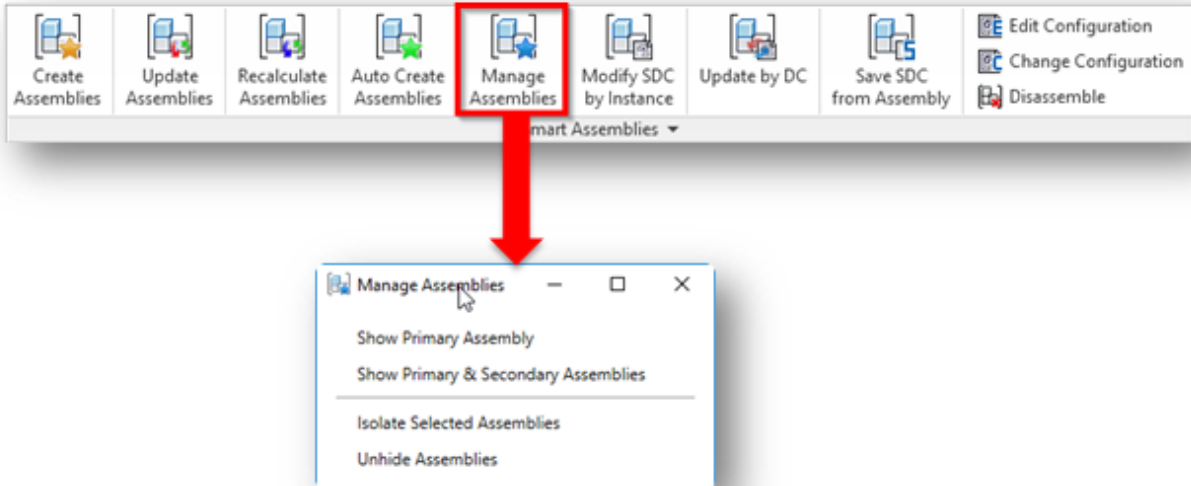 Create
Assemblies
Update
Assemblies
Recalculate
Assemblies
Auto Create
Assemblies
Manage
Assemblies
Modify SDC
by Instance
Update by DC
Save SDC
from Assembly
Edit Configuration
Change Configuration
Disassemble
mart Assemblies
Manage Assemblies
Show Primary Assembly
Show Primary & Secondary Assemblies
Isolate Selected Assemblies
Unhide Assemblies